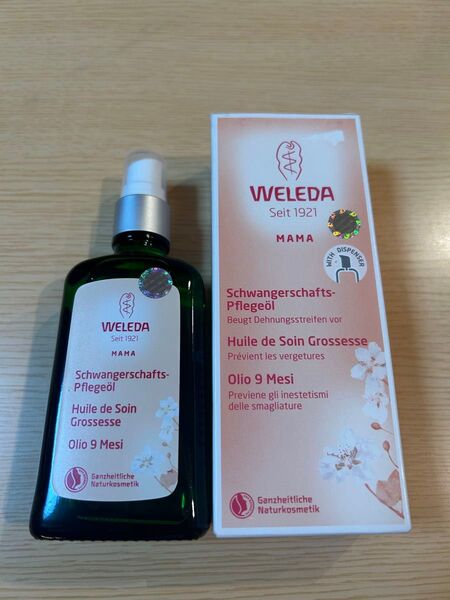 WELEDA
Seit 1921
MAMA
Schwangerschafts-
Pflegeöl
Huile de Soin
Grossesse
Olio 9 Mesi
Ganzheitliche
Naturkosmetik
WELEDA
Seit 1921
MAMA
WITH DISPENSER
Schwangerschafts-
Pflegeöl
Beugt Dehnungsstreifen vor
Huile de Soin Grossesse
Prévient les vergetures
Olio 9 Mesi
Previene gli inestetismi
delle smagliature
Ganzheitliche
Naturkosmetik